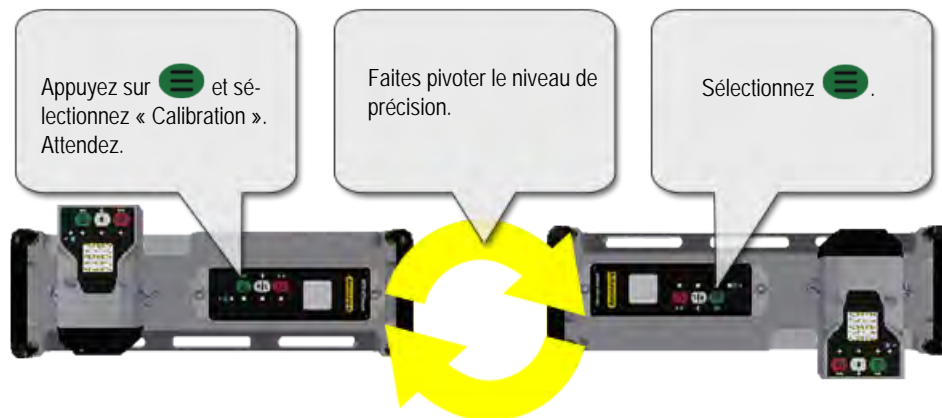 Appuyez sur et sé-
lectionnez « Calibration ».
Attendez.
Faites pivoter le niveau de
précision.
Sélectionnez .